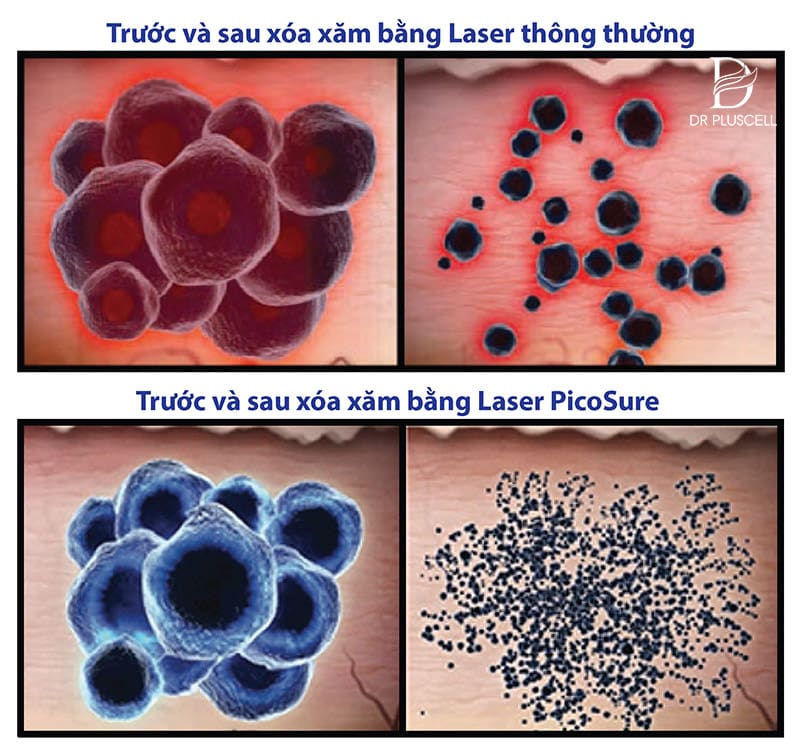 Trước và sau xóa xăm bằng Laser thông thường
DR PLUSCELL
Trước và sau xóa xăm bằng Laser PicoSure